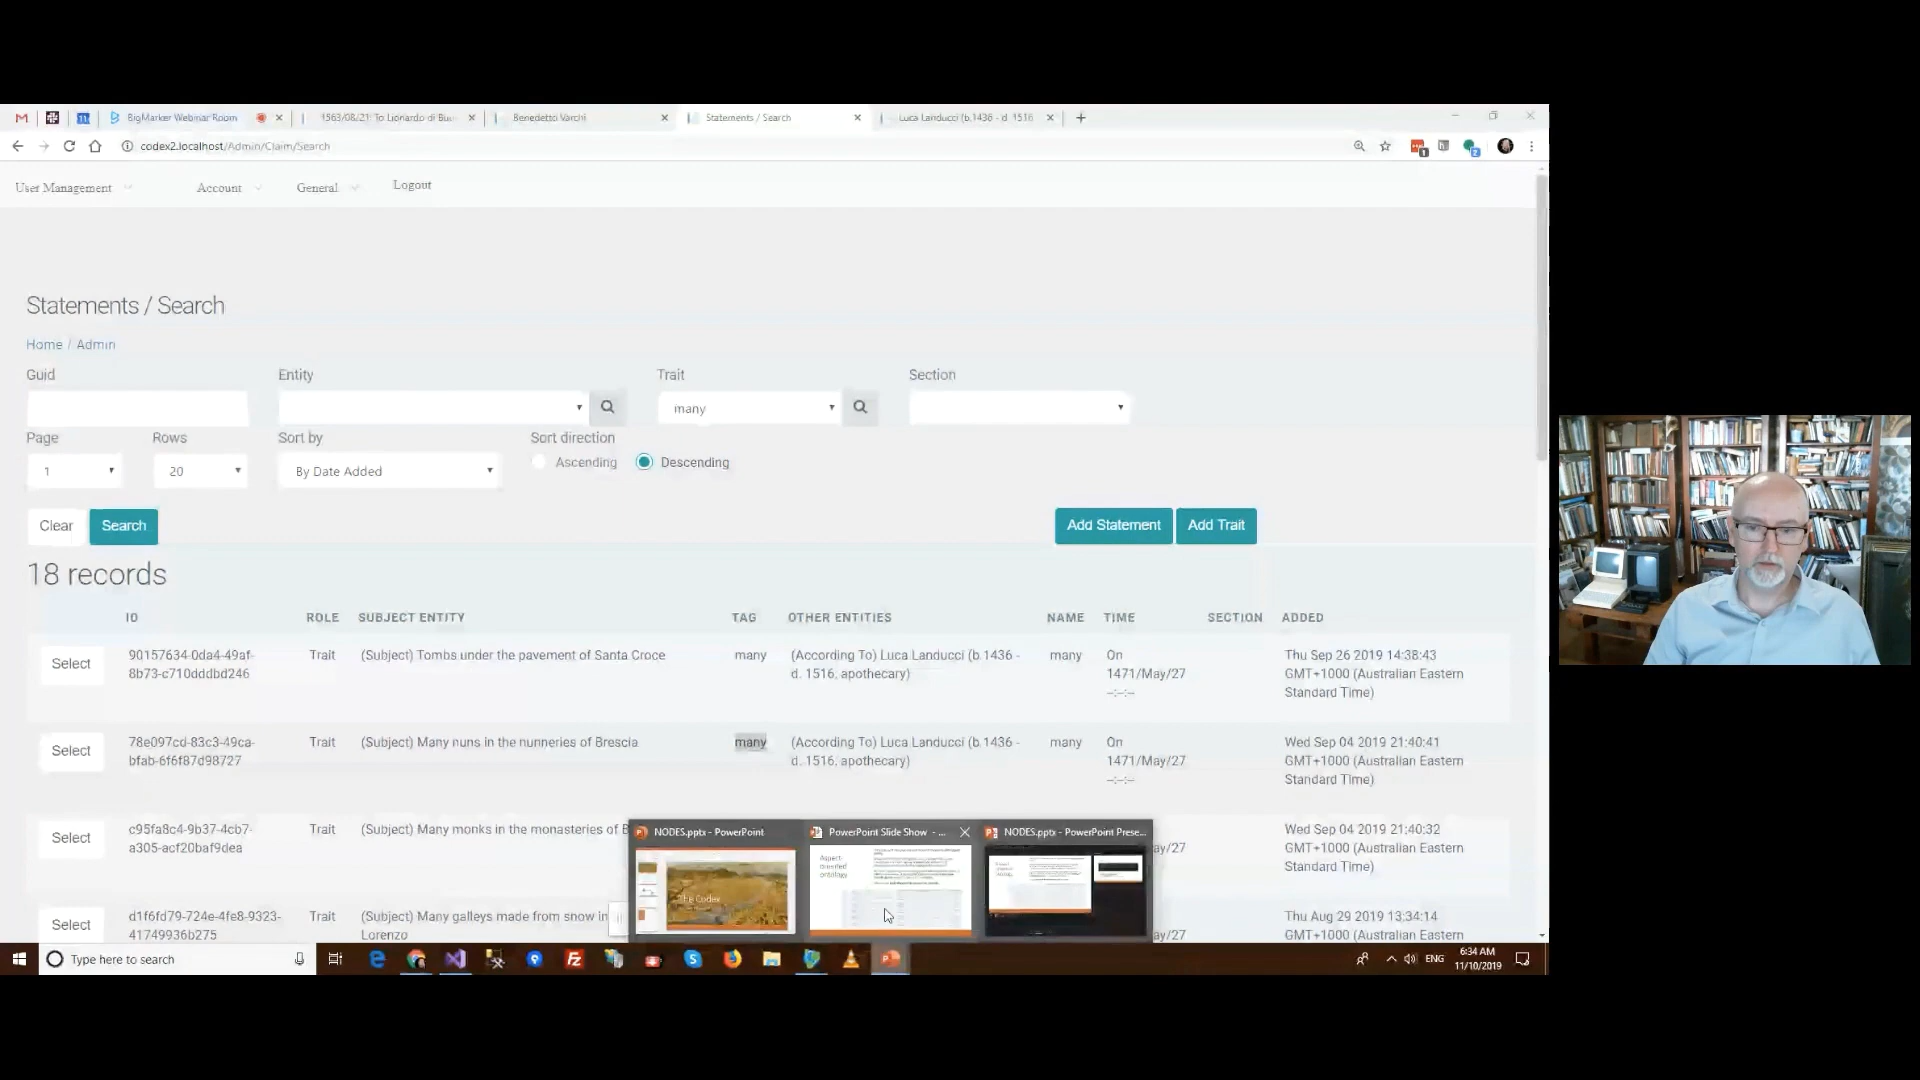 BigMarker Webinar Room
1563/08/21: To Lionardo di Bu
Benedetto Varchi
Statements / Search
Luca Landucci (b.1436 - d. 1516
codex2.localhost/Admin/Claim/Search
User Management
Account
General
Logout
Statements / Search
Home / Admin
Guid
Entity
Trait
Section
many
Page
Rows
Sort by
Sort direction
1
20
By Date Added
Ascending
Descending
Clear
Search
Add Statement
Add Trait
18 records
ID ROLE SUBJECT ENTITY TAG OTHER ENTITIES NAME TIME SECTION ADDED
Select
90157634-0da4-49af-
8b73-c710dddbd246
Trait
(Subject) Tombs under the pavement of Santa Croce
many
(According To) Luca Landucci (b.1436 -
d. 1516, apothecary)
many
On
1471/May/27
--:--:--
Thu Sep 26 2019 14:38:43
GMT+1000 (Australian Eastern
Standard Time)
Select
78e097cd-83c3-49ca-
bfab-6f6f87d98727
Trait
(Subject) Many nuns in the nunneries of Brescia
many
(According To) Luca Landucci (b.1436 -
d. 1516, apothecary)
many
On
1471/May/27
--:--:--
Wed Sep 04 2019 21:40:41
GMT+1000 (Australian Eastern
Standard Time)
Select
c95fa8c4-9b37-4cb7-
a305-acf20baf9dea
Trait
(Subject) Many monks in the monasteries of B
ay/27
Wed Sep 04 2019 21:40:32
GMT+1000 (Australian Eastern
Standard Time)
Select
d1f6fd79-724e-4fe8-9323-
41749936b275
Trait
(Subject) Many galleys made from snow in
Lorenzo
ay/27
Thu Aug 29 2019 13:34:14
GMT+1000 (Australian Eastern
NODES.pptx - PowerPoint
PowerPoint Slide Show - ...
NODES.pptx - PowerPoint Prese...
The Codex
Aspect-
oriented
ontology
Type here to search
ENG
6:34 AM
11/10/2019